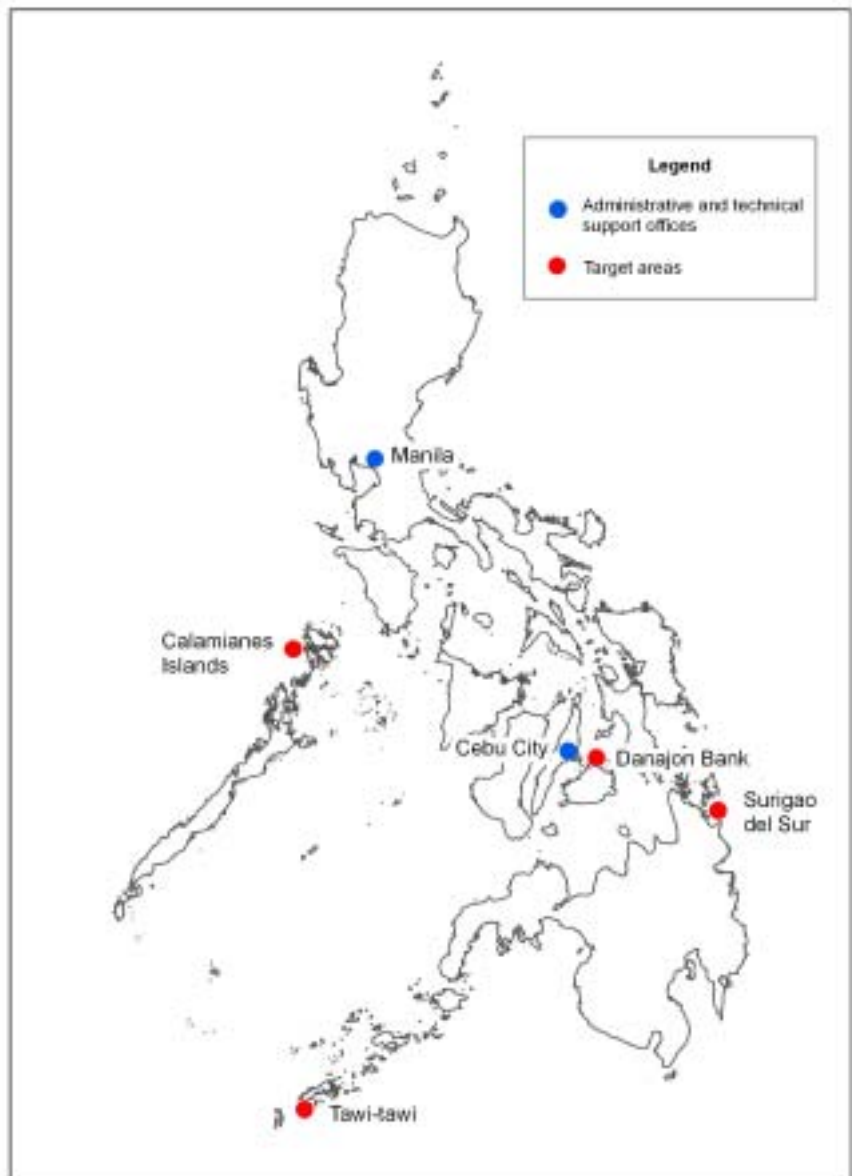 Legend
Administrative and technical
support offices
Target areas
Manila
Calamianes
Islands
Cebu City
Danajon Bank
Surigao
del Sur
Tawi-tawi